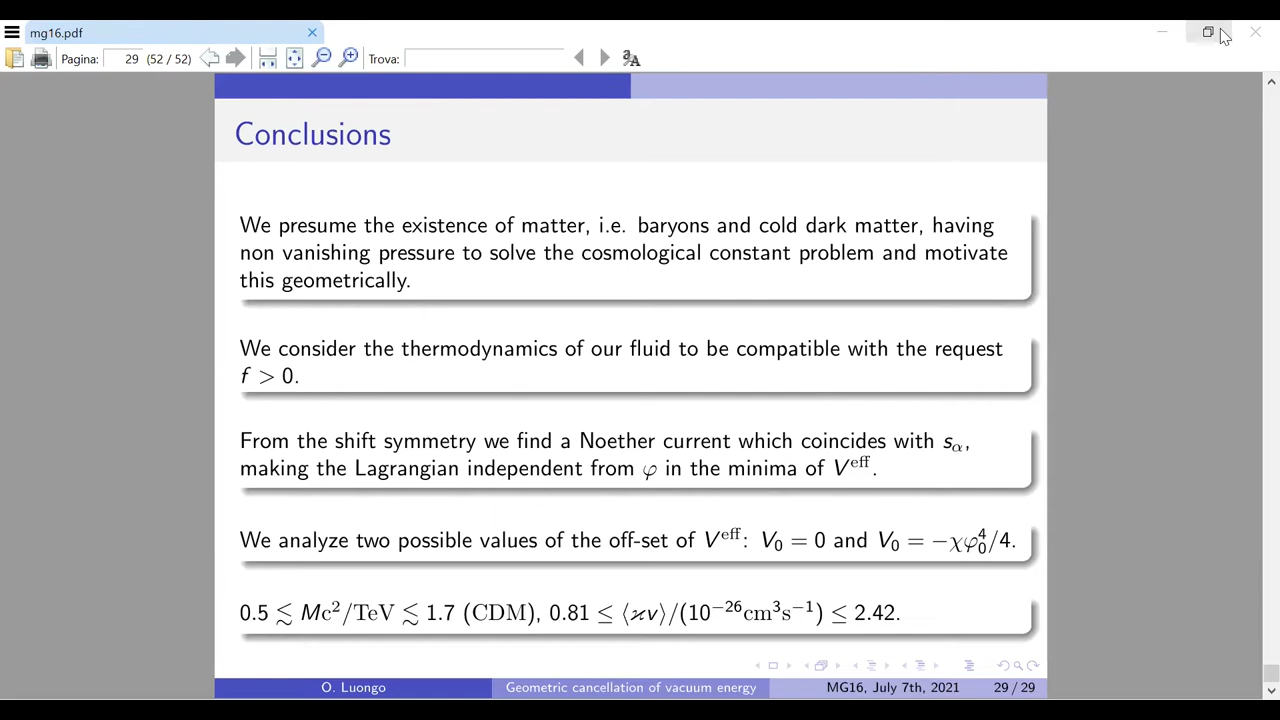 mg16.pdf
Pagina: 29 (52 / 52) Trova:
Conclusions
We presume the existence of matter, i.e. baryons and cold dark matter, having
non vanishing pressure to solve the cosmological constant problem and motivate
this geometrically.
We consider the thermodynamics of our fluid to be compatible with the request
f > 0.
From the shift symmetry we find a Noether current which coincides with s_α,
making the Lagrangian independent from φ in the minima of V^eff.
We analyze two possible values of the off-set of V^eff: V_0 = 0 and V_0 = −χφ_0^4/4.
0.5 ≲ Mc²/TeV ≲ 1.7 (CDM), 0.81 ≤ ⟨ϰv⟩/(10⁻²⁶cm³s⁻¹) ≤ 2.42.
O. Luongo Geometric cancellation of vacuum energy MG16, July 7th, 2021 29 / 29